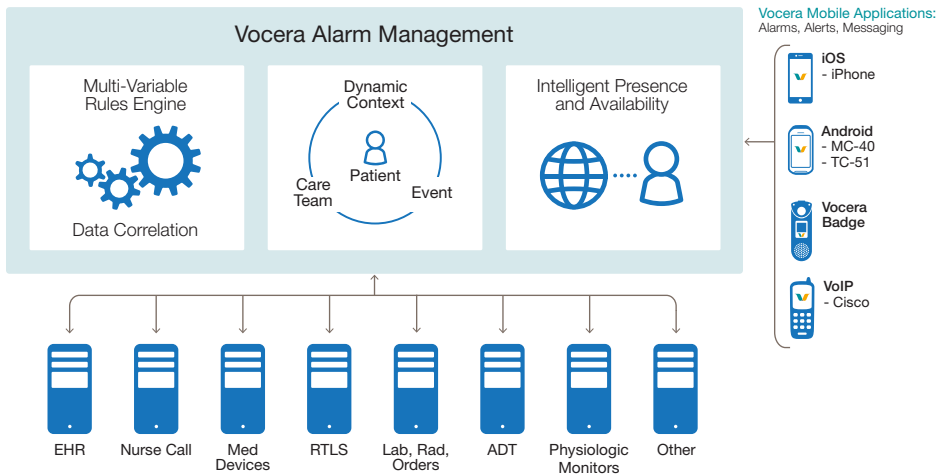 Vocera Alarm Management
Multi-Variable
Rules Engine
Data Correlation
Dynamic
Context
Patient
Care
Team
Event
Intelligent Presence
and Availability
Vocera Mobile Applications:
Alarms, Alerts, Messaging
iOS
- iPhone
Android
- MC-40
- TC-51
Vocera
Badge
VoIP
- Cisco
EHR
Nurse Call
Med
Devices
RTLS
Lab, Rad,
Orders
ADT
Physiologic
Monitors
Other